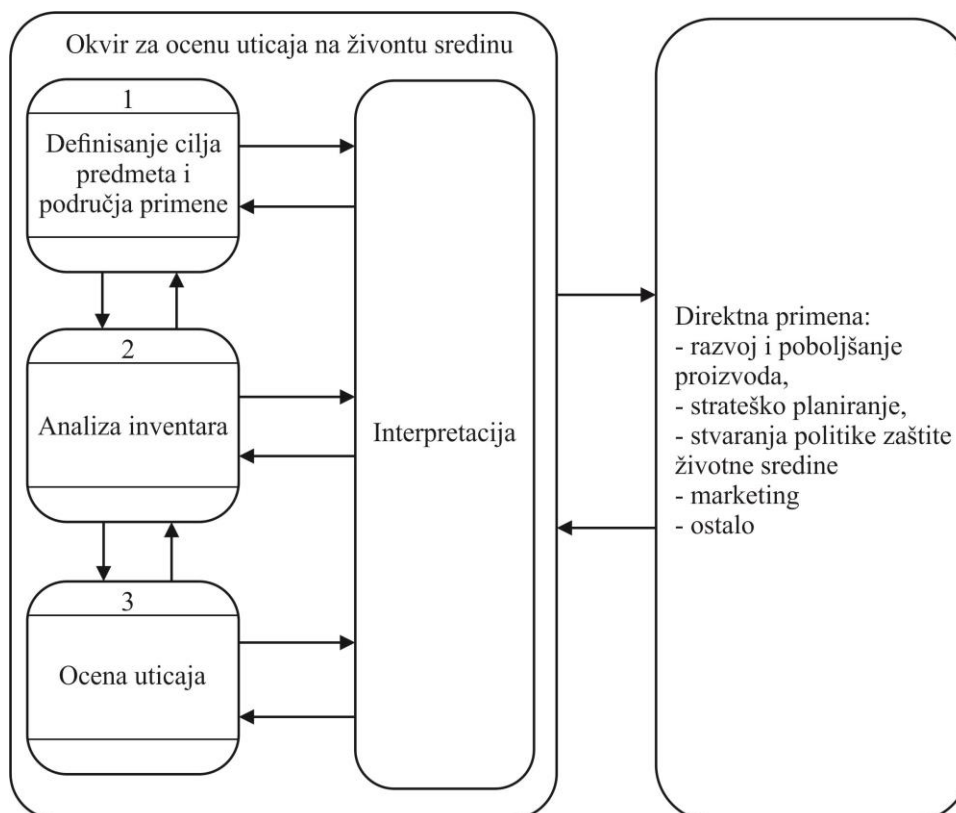 Okvir za ocenu uticaja na živontu sredinu
1
Definisanje cilja
predmeta i
područja primene
2
Analiza inventara
3
Ocena uticaja
Interpretacija
Direktna primena:
- razvoj i poboljšanje
proizvoda,
- strateško planiranje,
- stvaranja politike zaštite
životne sredine
- marketing
- ostalo